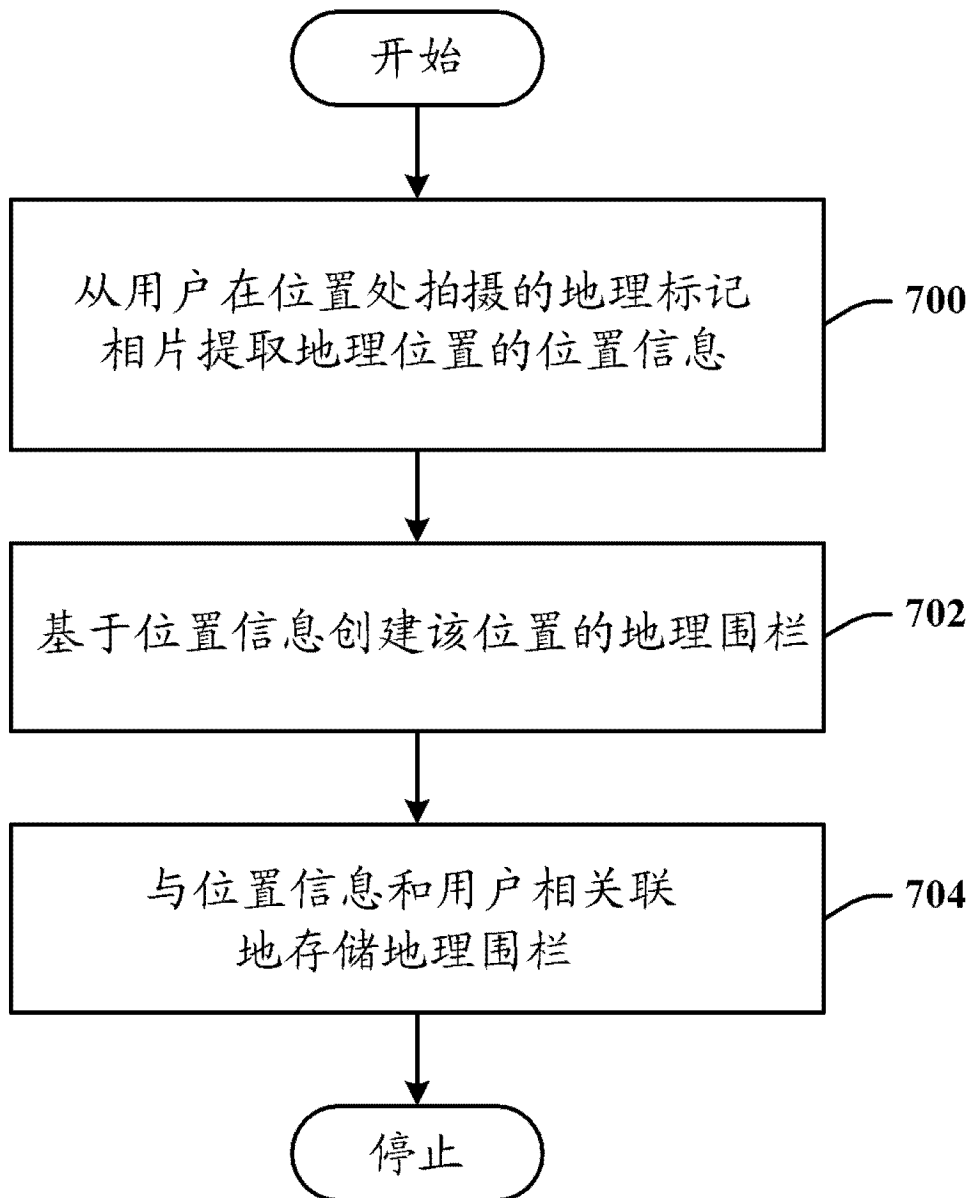 开始
从用户在位置处拍摄的地理标记
相片提取地理位置的位置信息
700
基于位置信息创建该位置的地理围栏
702
与位置信息和用户相关联
地存储地理围栏
704
停止